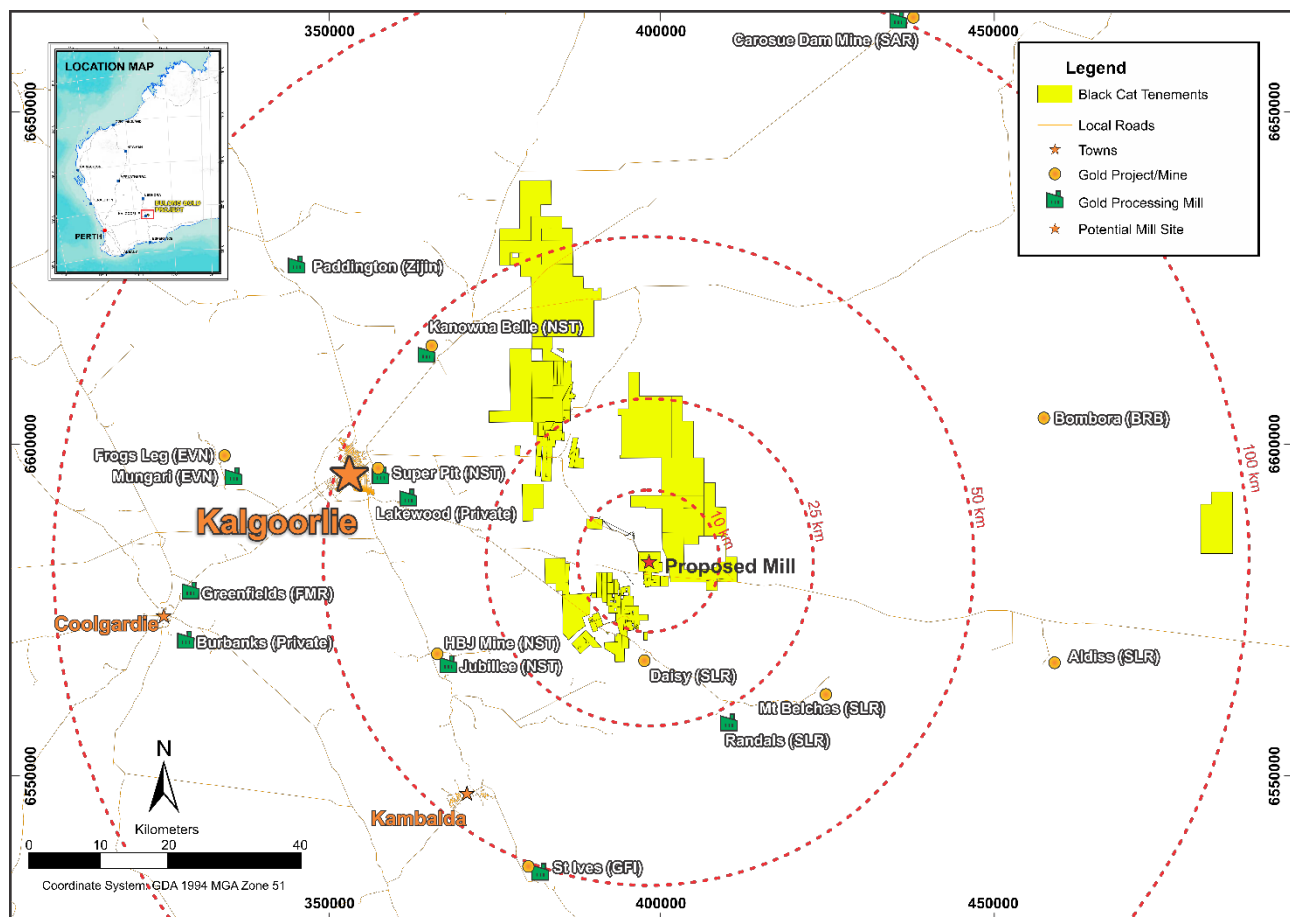 350000
400000
450000
Carosue Dam Mine (SAR)
LOCATION MAP
BULONG GOLD
PROJECT
PERTH
Legend
Black Cat Tenements
Local Roads
Towns
Gold Project/Mine
Gold Processing Mill
Potential Mill Site
6650000
6650000
Paddington (Zijin)
Kanowna Belle (NST)
Bombora (BRB)
6600000
6600000
Frogs Leg (EVN)
Mungari (EVN)
Super Pit (NST)
Lakewood (Private)
Kalgoorlie
100 km
50 km
25 km
10 km
Proposed Mill
Greenfields (FMR)
Coolgardie
Burbanks (Private)
HBJ Mine (NST)
Jubillee (NST)
Daisy (SLR)
Aldiss (SLR)
Mt Belches (SLR)
Randals (SLR)
6550000
6550000
N
Kambalda
Kilometers
0 10 20 40
St Ives (GFI)
Coordinate System: GDA 1994 MGA Zone 51
350000
400000
450000